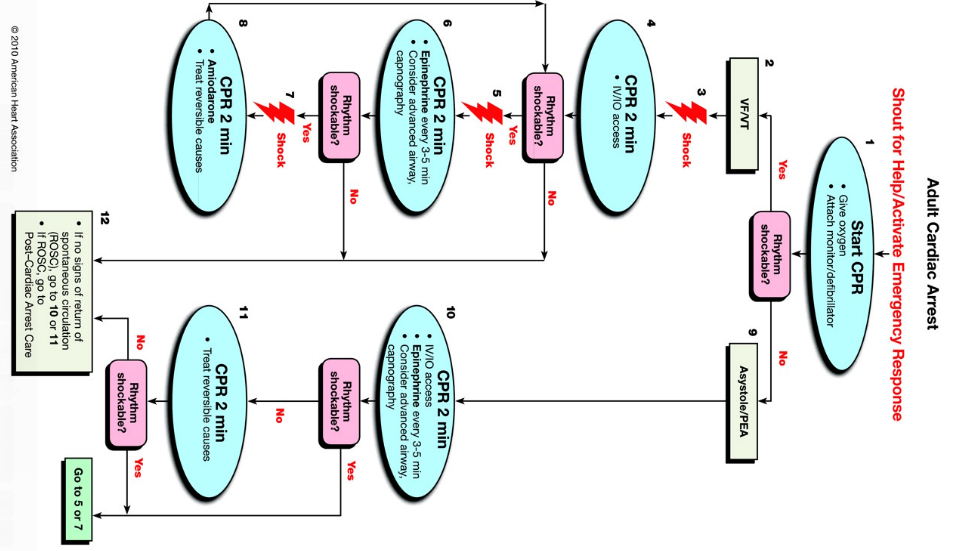 Adult Cardiac Arrest
Shout for Help/Activate Emergency Response
1
Start CPR
• Give oxygen
• Attach monitor/defibrillator
Rhythm
shockable?
Yes
No
2
VF/VT
3
Shock
4
CPR 2 min
• IV/IO access
Rhythm
shockable?
Yes
No
5
Shock
6
CPR 2 min
• Epinephrine every 3-5 min
• Consider advanced airway,
capnography
Rhythm
shockable?
Yes
No
7
Shock
8
CPR 2 min
• Amiodarone
• Treat reversible causes
9
Asystole/PEA
10
CPR 2 min
• IV/IO access
• Epinephrine every 3-5 min
• Consider advanced airway,
capnography
Rhythm
shockable?
Yes
No
11
CPR 2 min
• Treat reversible causes
Rhythm
shockable?
No
Yes
12
• If no signs of return of
spontaneous circulation
(ROSC), go to 10 or 11
• If ROSC, go to
Post–Cardiac Arrest Care
Go to 5 or 7
© 2010 American Heart Association